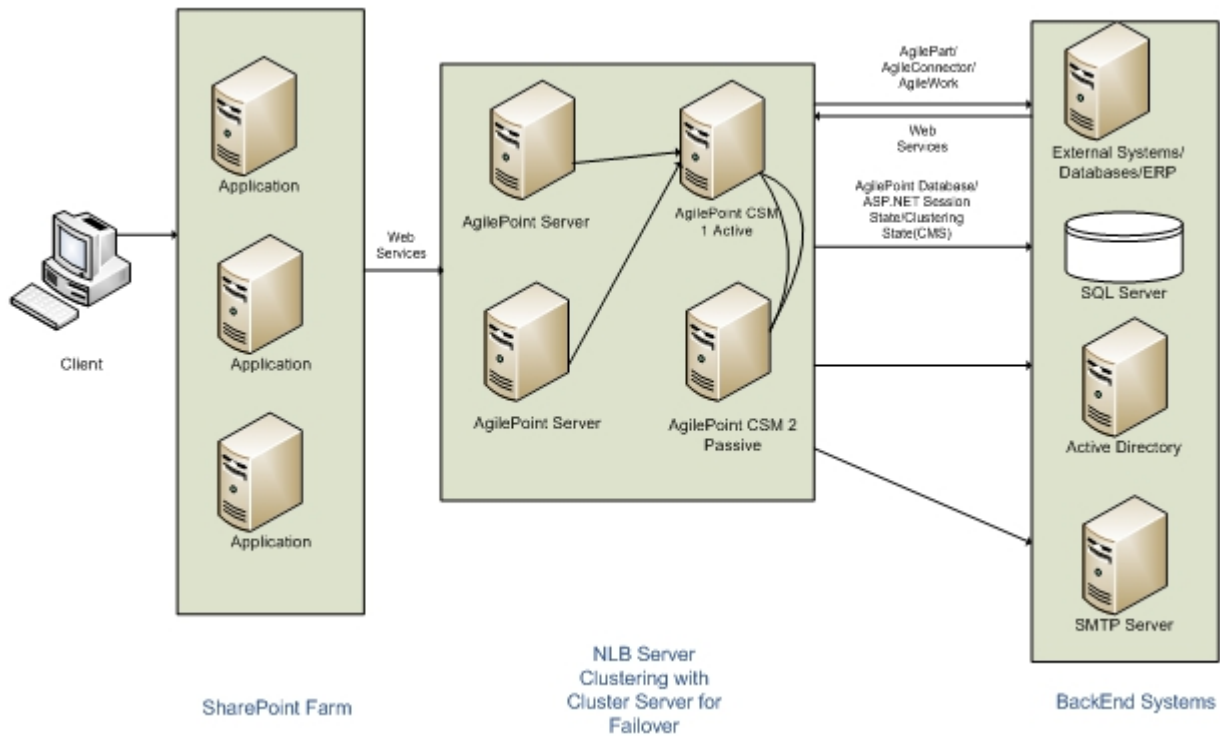 Client
Application
Application
Application
SharePoint Farm
Web
Services
AgilePoint Server
AgilePoint Server
AgilePoint CSM
1 Active
AgilePoint CSM 2
Passive
NLB Server
Clustering with
Cluster Server for
Failover
AgilePart/
AgileConnector/
AgileWork
Web
Services
AgilePoint Database/
ASP.NET Session
State/Clustering
State(CMS)
External Systems/
Databases/ERP
SQL Server
Active Directory
SMTP Server
BackEnd Systems